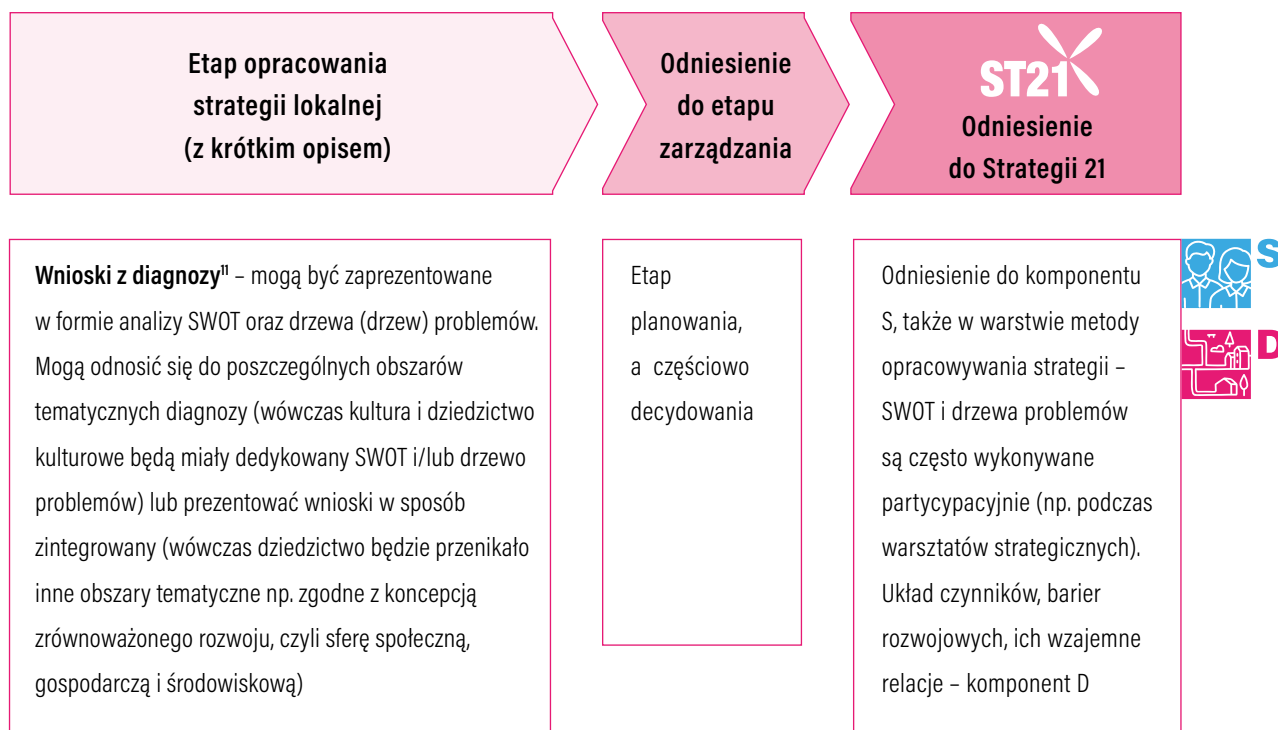 Etap opracowania
strategii lokalnej
(z krótkim opisem)
Odniesienie
do etapu
zarządzania
ST21
Odniesienie
do Strategii 21
Wnioski z diagnozy¹¹ – mogą być zaprezentowane
w formie analizy SWOT oraz drzewa (drzew) problemów.
Mogą odnosić się do poszczególnych obszarów
tematycznych diagnozy (wówczas kultura i dziedzictwo
kulturowe będą miały dedykowany SWOT i/lub drzewo
problemów) lub prezentować wnioski w sposób
zintegrowany (wówczas dziedzictwo będzie przenikało
inne obszary tematyczne np. zgodne z koncepcją
zrównoważonego rozwoju, czyli sferę społeczną,
gospodarczą i środowiskową)
Etap
planowania,
a częściowo
decydowania
Odniesienie do komponentu
S, także w warstwie metody
opracowywania strategii –
SWOT i drzewa problemów
są często wykonywane
partycypacyjnie (np. podczas
warsztatów strategicznych).
Układ czynników, barier
rozwojowych, ich wzajemne
relacje – komponent D
S
D